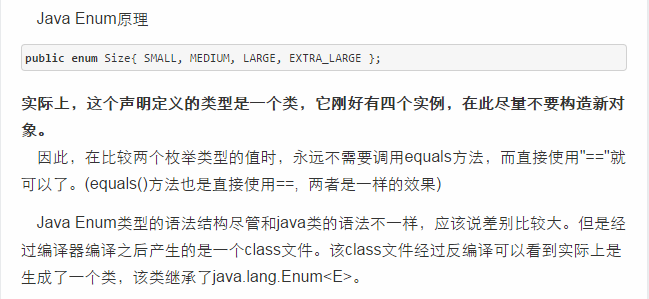 Java Enum原理
public enum Size{ SMALL, MEDIUM, LARGE, EXTRA_LARGE };
实际上，这个声明定义的类型是一个类，它刚好有四个实例，在此尽量不要构造新对
象。
因此，在比较两个枚举类型的值时，永远不需要调用equals方法，而直接使用"=="就
可以了。(equals()方法也是直接使用==, 两者是一样的效果)
Java Enum类型的语法结构尽管和java类的语法不一样，应该说差别比较大。但是经
过编译器编译之后产生的是一个class文件。该class文件经过反编译可以看到实际上是
生成了一个类，该类继承了java.lang.Enum<E>。